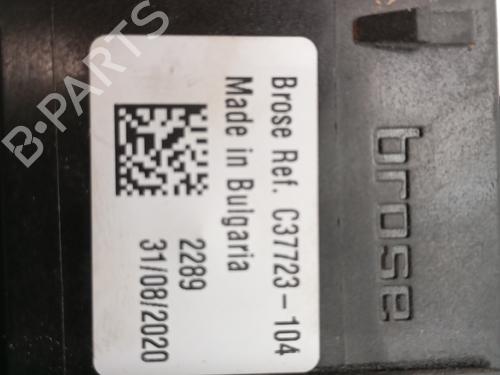 Brose Ref. C37723-104
Made in Bulgaria
2289
31/08/2020
brose
B-PARTS